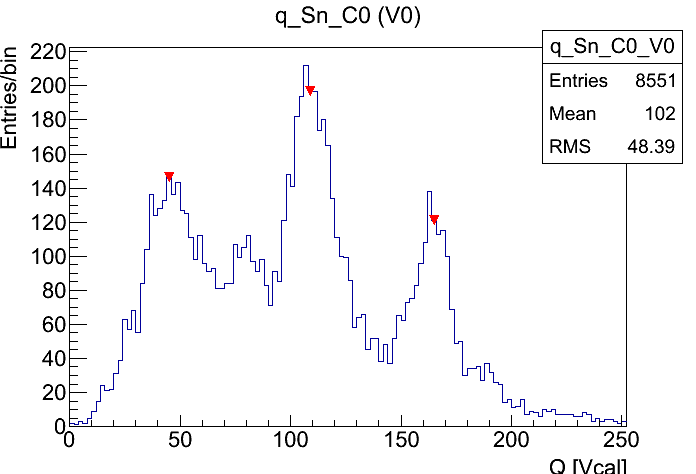 q_Sn_C0 (V0)
q_Sn_C0_V0
Entries 8551
Mean 102
RMS 48.39
Entries/bin
220
200
180
160
140
120
100
80
60
40
20
0
0 50 100 150 200 250
Q [Vcal]